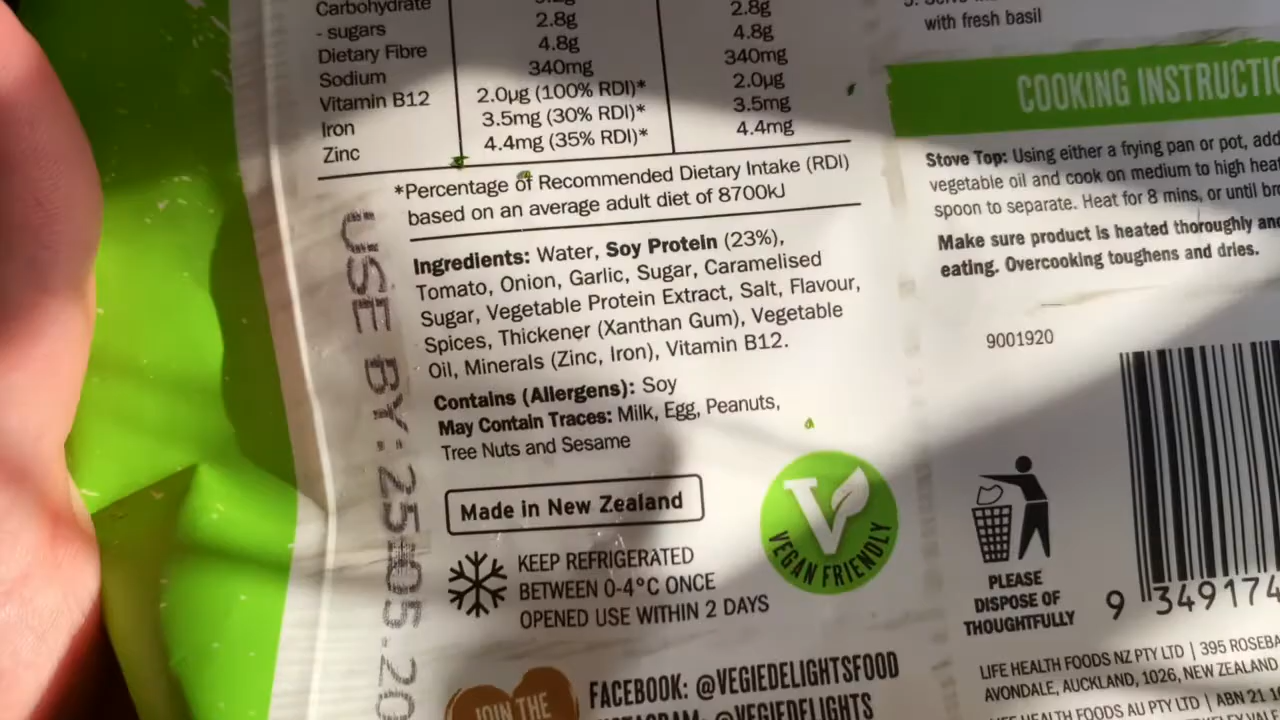 Carbohydrate
- sugars 2.8g 2.8g
Dietary Fibre 4.8g 4.8g
Sodium 340mg 340mg
Vitamin B12 2.0µg (100% RDI)* 2.0µg
Iron 3.5mg (30% RDI)* 3.5mg
Zinc 4.4mg (35% RDI)* 4.4mg
*Percentage of Recommended Dietary Intake (RDI)
based on an average adult diet of 8700kJ
USE BY: 25.05.20
Ingredients: Water, Soy Protein (23%),
Tomato, Onion, Garlic, Sugar, Caramelised
Sugar, Vegetable Protein Extract, Salt, Flavour,
Spices, Thickener (Xanthan Gum), Vegetable
Oil, Minerals (Zinc, Iron), Vitamin B12.
Contains (Allergens): Soy
May Contain Traces: Milk, Egg, Peanuts,
Tree Nuts and Sesame
Made in New Zealand
KEEP REFRIGERATED
BETWEEN 0-4°C ONCE
OPENED USE WITHIN 2 DAYS
V
VEGAN FRIENDLY
JOIN THE
FACEBOOK: @VEGIEDELIGHTSFOOD
INSTAGRAM: @VEGIEDELIGHTS
with fresh basil
COOKING INSTRUCTIO
Stove Top: Using either a frying pan or pot, add
vegetable oil and cook on medium to high heat
spoon to separate. Heat for 8 mins, or until br
Make sure product is heated thoroughly and
eating. Overcooking toughens and dries.
9001920
PLEASE
DISPOSE OF
THOUGHTFULLY
9 349174
LIFE HEALTH FOODS NZ PTY LTD | 395 ROSEBA
AVONDALE, AUCKLAND, 1026, NEW ZEALAND
LIFE HEALTH FOODS AU PTY LTD | ABN 21 1